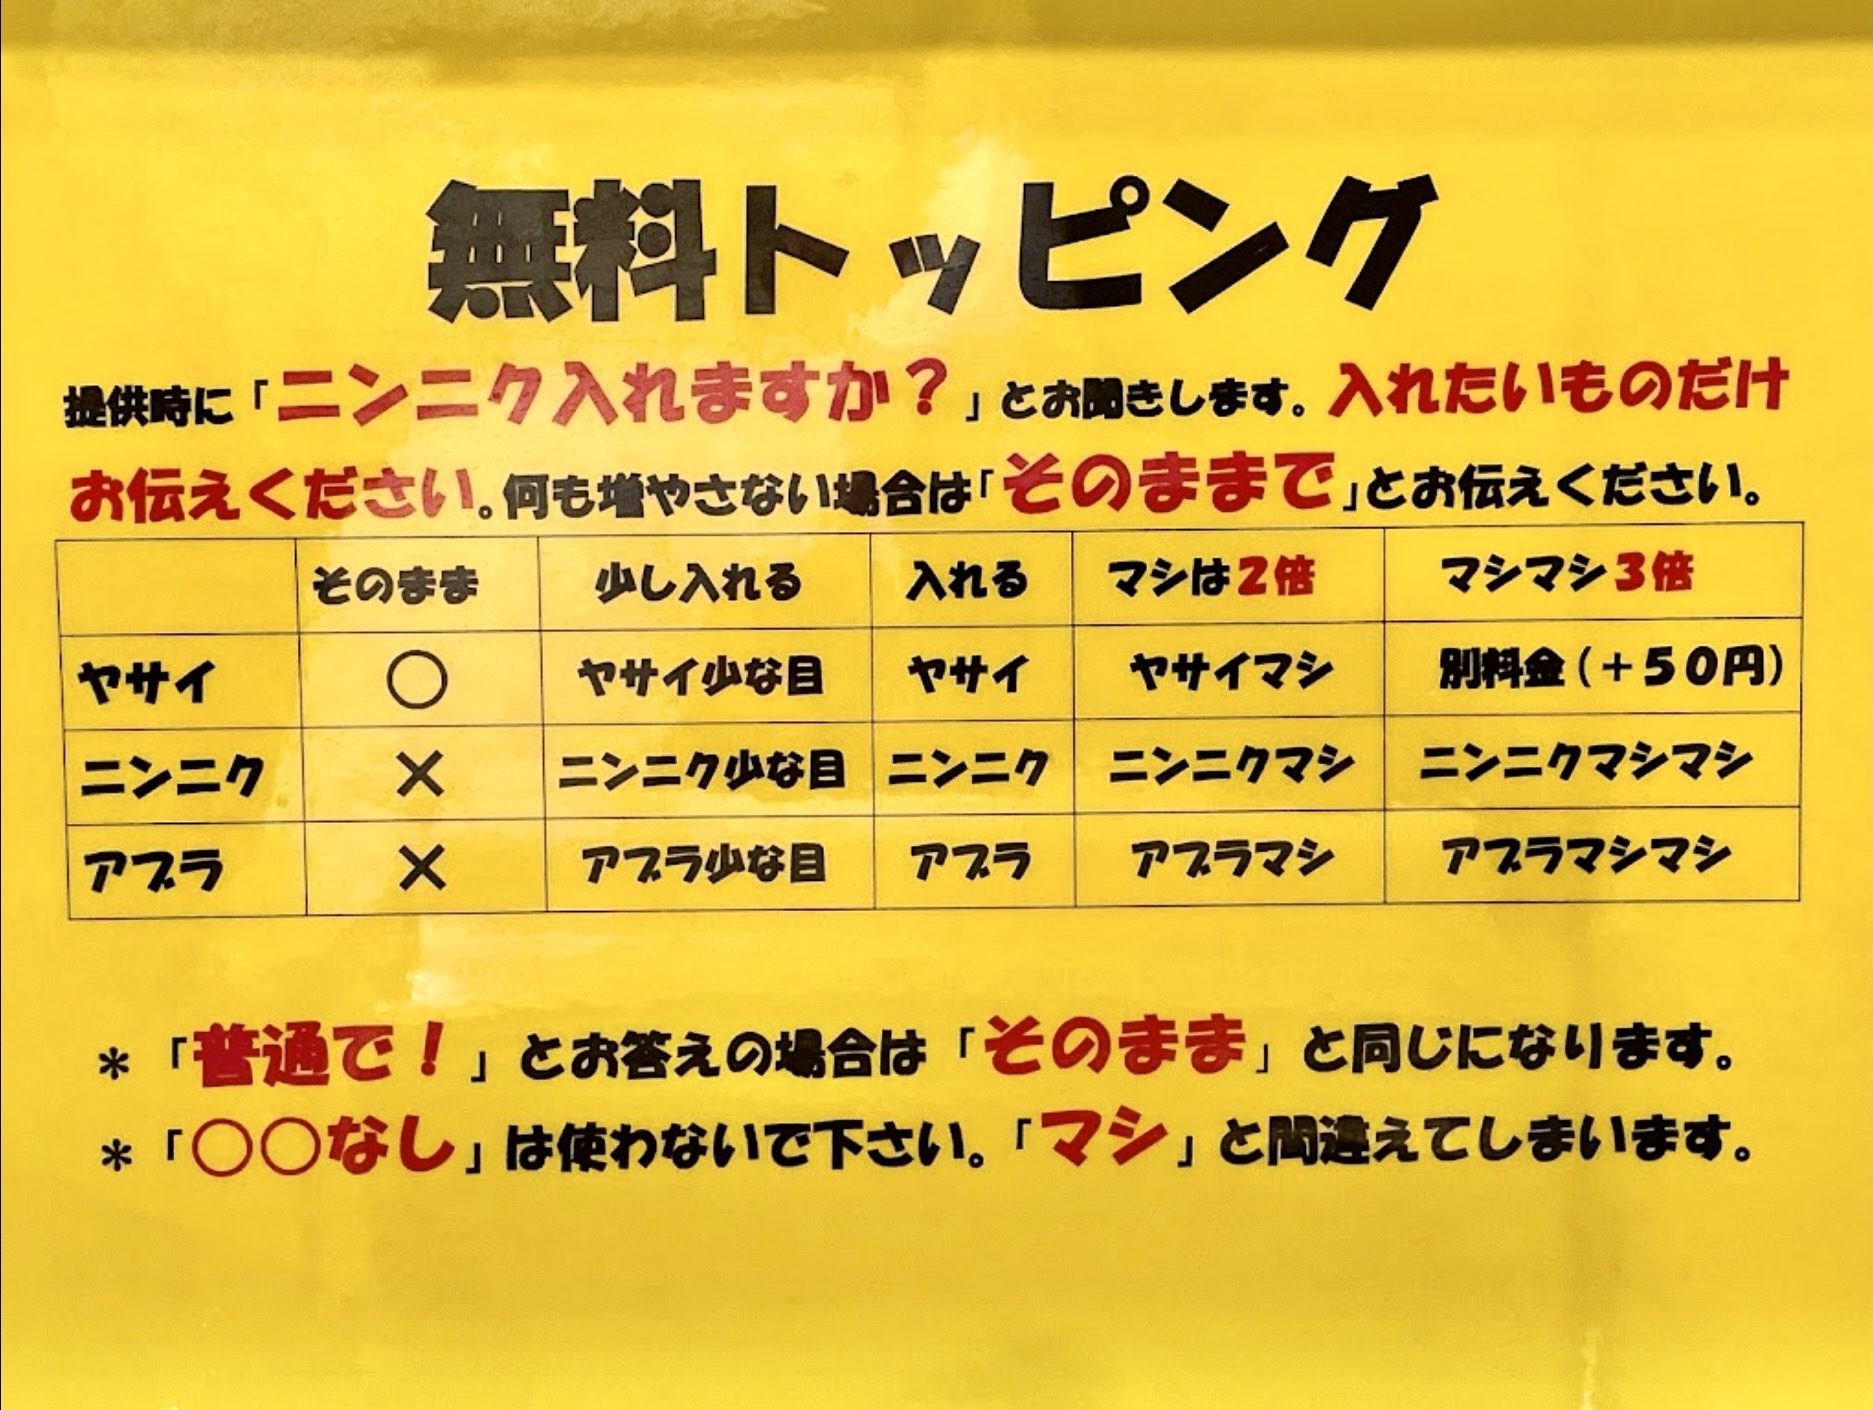 無料トッピング
提供時に「ニンニク入れますか？」とお聞きします。入れたいものだけ
お伝えください。何も増やさない場合は「そのままで」とお伝えください。
そのまま 少し入れる 入れる マシは２倍 マシマシ３倍
ヤサイ ○ ヤサイ少な目 ヤサイ ヤサイマシ 別料金（＋５０円）
ニンニク × ニンニク少な目 ニンニク ニンニクマシ ニンニクマシマシ
アブラ × アブラ少な目 アブラ アブラマシ アブラマシマシ
＊「普通で！」とお答えの場合は「そのまま」と同じになります。
＊「○○なし」は使わないで下さい。「マシ」と間違えてしまいます。